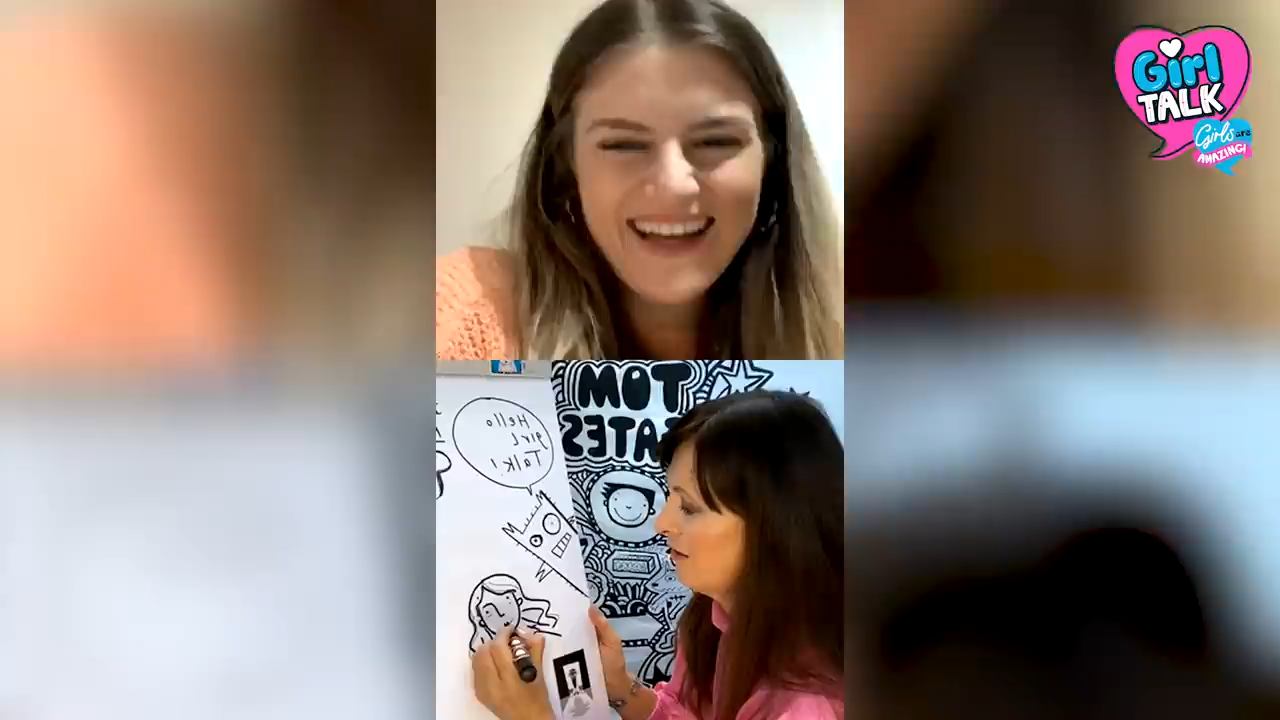 Girl
TALK
Girls are
AMAZING!
TOM
GATES
Hello
girl
Talk!